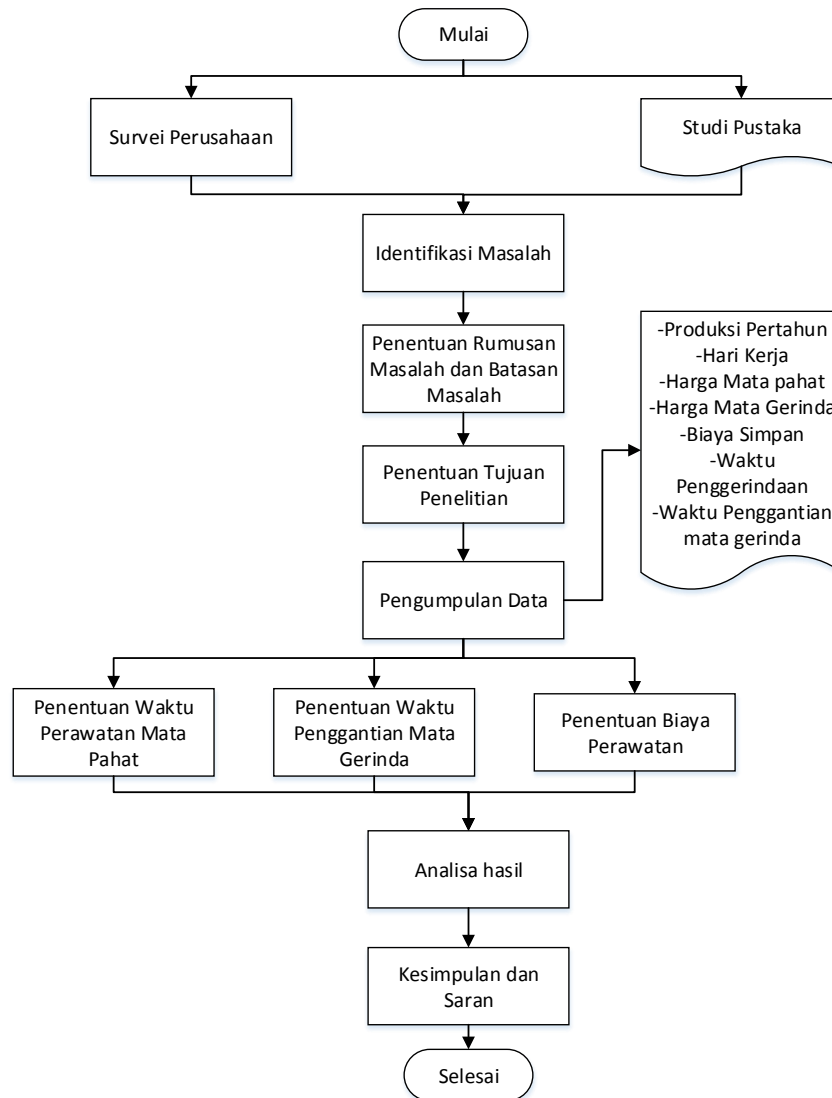 Mulai
Survei Perusahaan
Studi Pustaka
Identifikasi Masalah
Penentuan Rumusan
Masalah dan Batasan
Masalah
Penentuan Tujuan
Penelitian
Pengumpulan Data
-Produksi Pertahun
-Hari Kerja
-Harga Mata pahat
-Harga Mata Gerinda
-Biaya Simpan
-Waktu
Penggerindaan
-Waktu Penggantian
mata gerinda
Penentuan Waktu
Perawatan Mata
Pahat
Penentuan Waktu
Penggantian Mata
Gerinda
Penentuan Biaya
Perawatan
Analisa hasil
Kesimpulan dan
Saran
Selesai